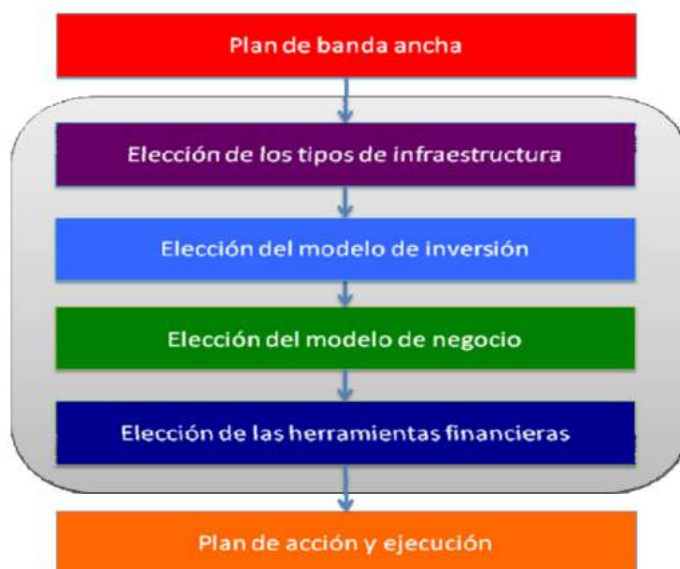 Plan de banda ancha
Elección de los tipos de infraestructura
Elección del modelo de inversión
Elección del modelo de negocio
Elección de las herramientas financieras
Plan de acción y ejecución